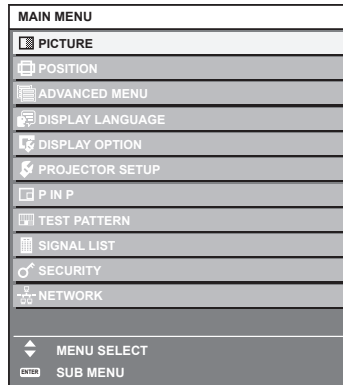 MAIN MENU
PICTURE
POSITION
ADVANCED MENU
DISPLAY LANGUAGE
DISPLAY OPTION
PROJECTOR SETUP
P IN P
TEST PATTERN
SIGNAL LIST
SECURITY
NETWORK
MENU SELECT
ENTER SUB MENU